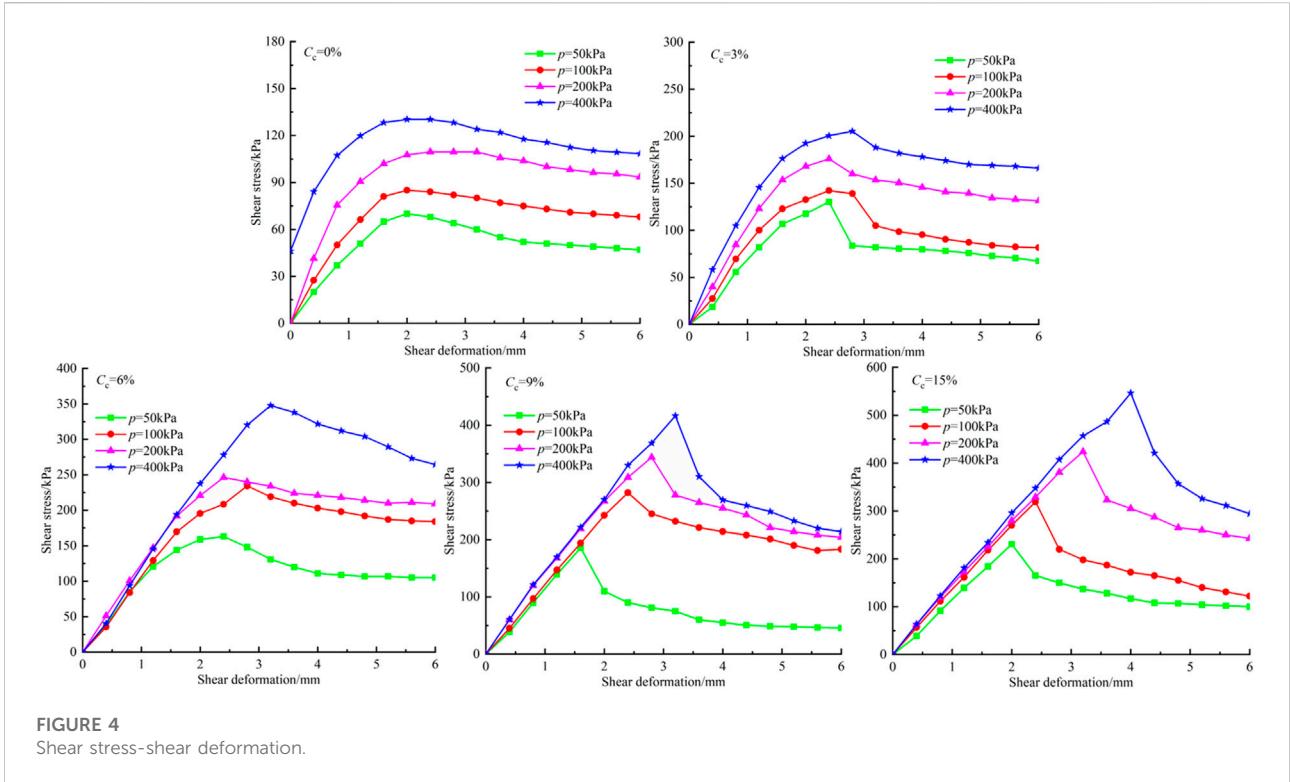 C_c=0%
p=50kPa
p=100kPa
p=200kPa
p=400kPa
180
150
120
90
60
30
0
Shear stress/kPa
0 1 2 3 4 5 6
Shear deformation/mm
C_c=3%
p=50kPa
p=100kPa
p=200kPa
p=400kPa
300
250
200
150
100
50
0
Shear stress/kPa
0 1 2 3 4 5 6
Shear deformation/mm
C_c=6%
p=50kPa
p=100kPa
p=200kPa
p=400kPa
400
350
300
250
200
150
100
50
0
Shear stress/kPa
0 1 2 3 4 5 6
Shear deformation/mm
C_c=9%
p=50kPa
p=100kPa
p=200kPa
p=400kPa
500
400
300
200
100
0
Shear stress/kPa
0 1 2 3 4 5 6
Shear deformation/mm
C_c=15%
p=50kPa
p=100kPa
p=200kPa
p=400kPa
600
500
400
300
200
100
0
Shear stress/kPa
0 1 2 3 4 5 6
Shear deformation/mm
FIGURE 4
Shear stress-shear deformation.